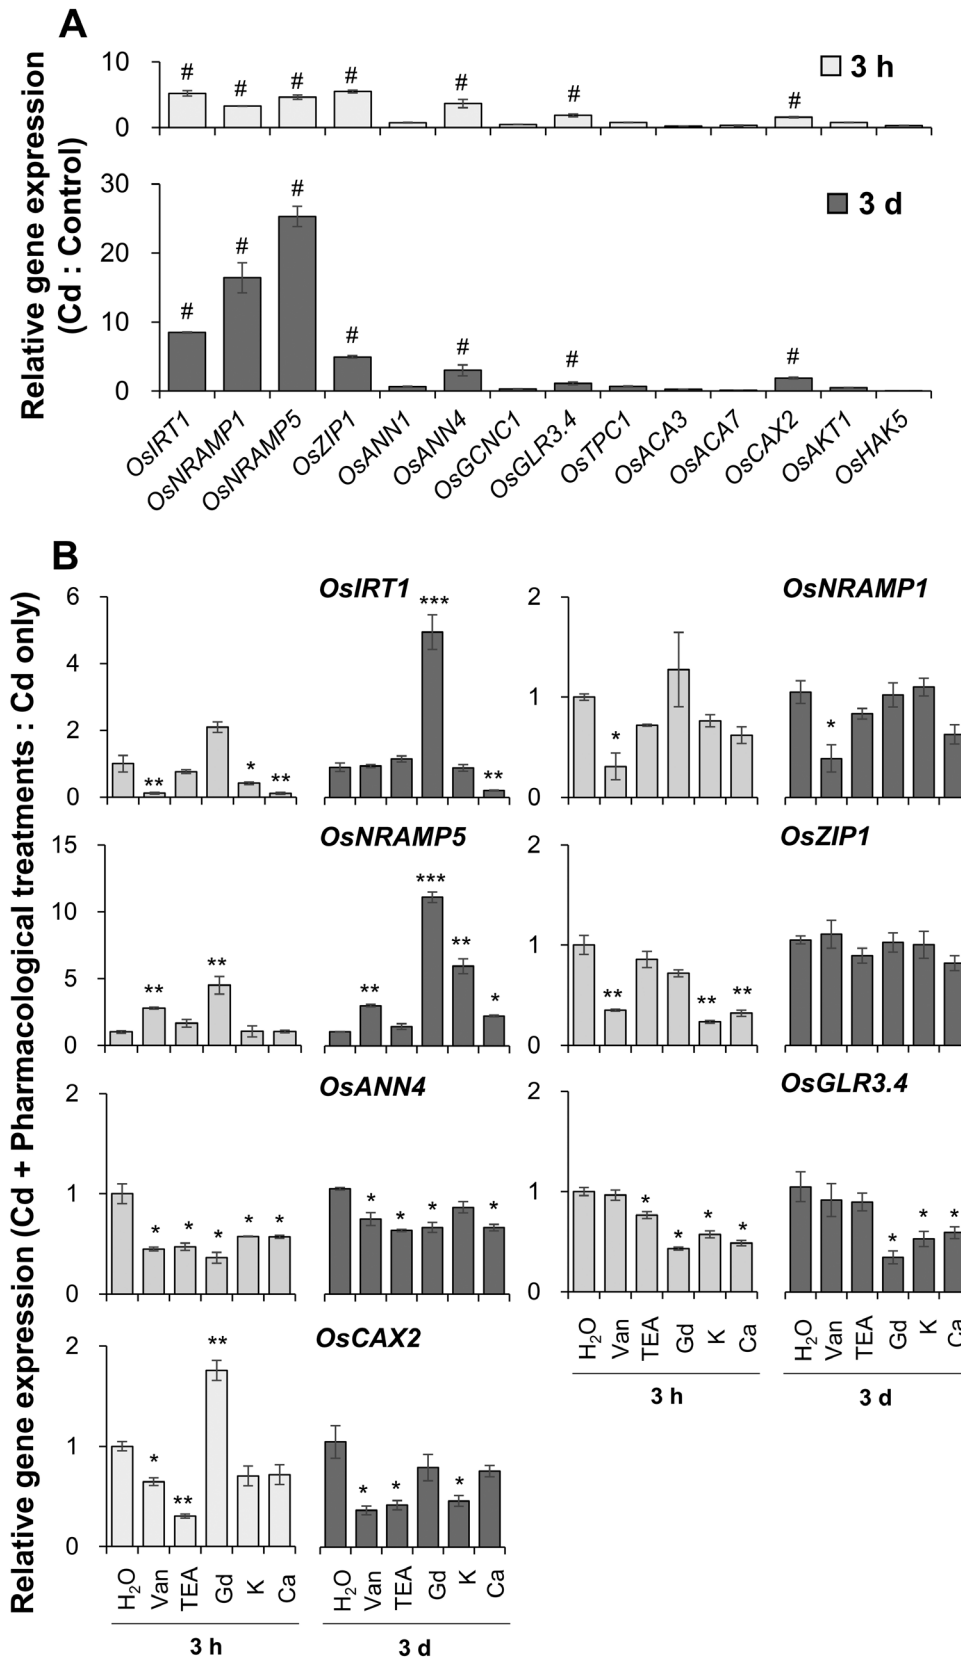 A
Relative gene expression
(Cd : Control)
10
0
# # # # # # #
3 h
30
20
10
0
# # # # # # #
3 d
OsIRT1
OsNRAMP1
OsNRAMP5
OsZIP1
OsANN1
OsANN4
OsGCNC1
OsGLR3.4
OsTPC1
OsACA3
OsACA7
OsCAX2
OsAKT1
OsHAK5
B
Relative gene expression (Cd + Pharmacological treatments : Cd only)
OsIRT1
6
4
2
0
** * ** *** **
OsNRAMP1
2
1
0
* *
OsNRAMP5
15
10
5
0
** ** ** *** ** *
OsZIP1
2
1
0
** ** **
OsANN4
2
1
0
* * * * * * * * *
OsGLR3.4
2
1
0
* * * * * * *
H2O Van TEA Gd K Ca
3 h
H2O Van TEA Gd K Ca
3 d
OsCAX2
2
1
0
* ** ** * * *
H2O Van TEA Gd K Ca
3 h
H2O Van TEA Gd K Ca
3 d